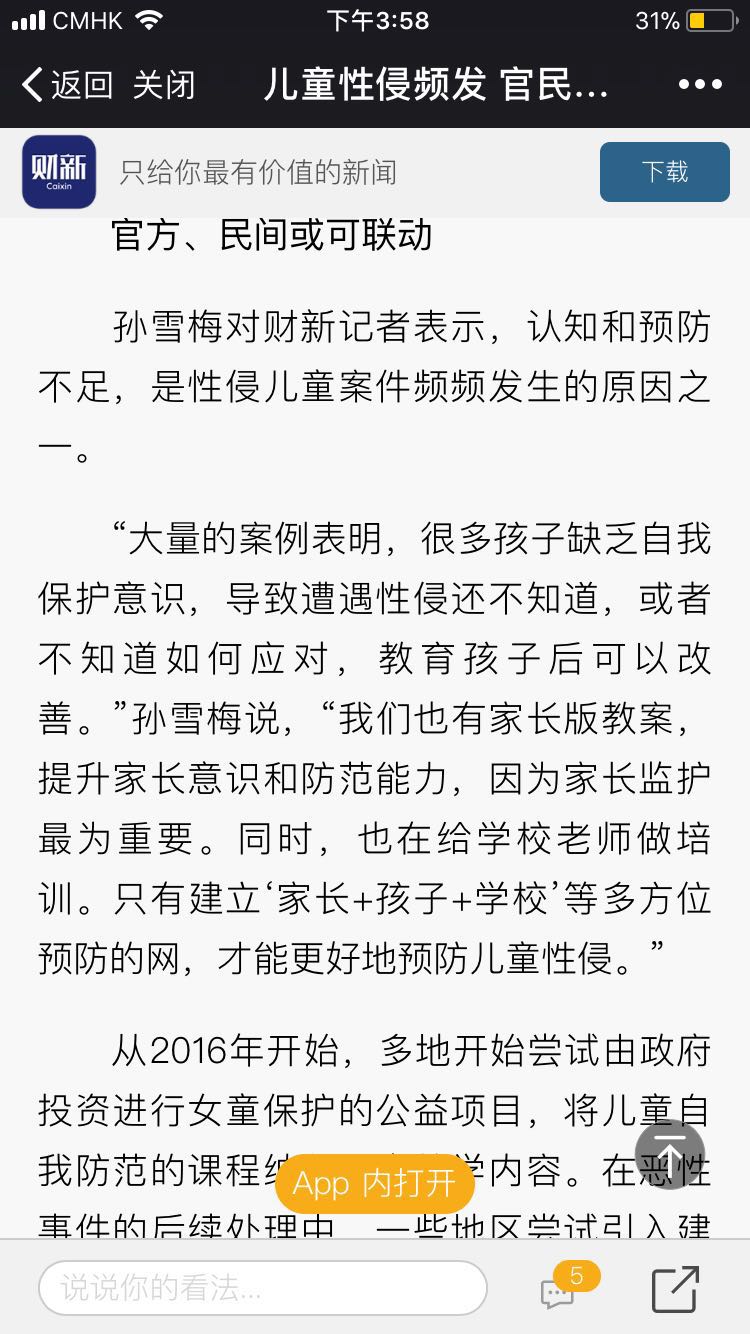 CMHK 下午3:58 31%
返回 关闭 儿童性侵频发 官民...
财新 Caixin 只给你最有价值的新闻 下载
官方、民间或可联动
孙雪梅对财新记者表示，认知和预防
不足，是性侵儿童案件频频发生的原因之
一。
“大量的案例表明，很多孩子缺乏自我
保护意识，导致遭遇性侵还不知道，或者
不知道如何应对，教育孩子后可以改
善。”孙雪梅说，“我们也有家长版教案，
提升家长意识和防范能力，因为家长监护
最为重要。同时，也在给学校老师做培
训。只有建立‘家长+孩子+学校’等多方位
预防的网，才能更好地预防儿童性侵。”
从2016年开始，多地开始尝试由政府
投资进行女童保护的公益项目，将儿童自
我防范的课程 学内容。在恶性
App 内打开
事件的后续处理中，一些地区尝试引入建
说说你的看法... 5